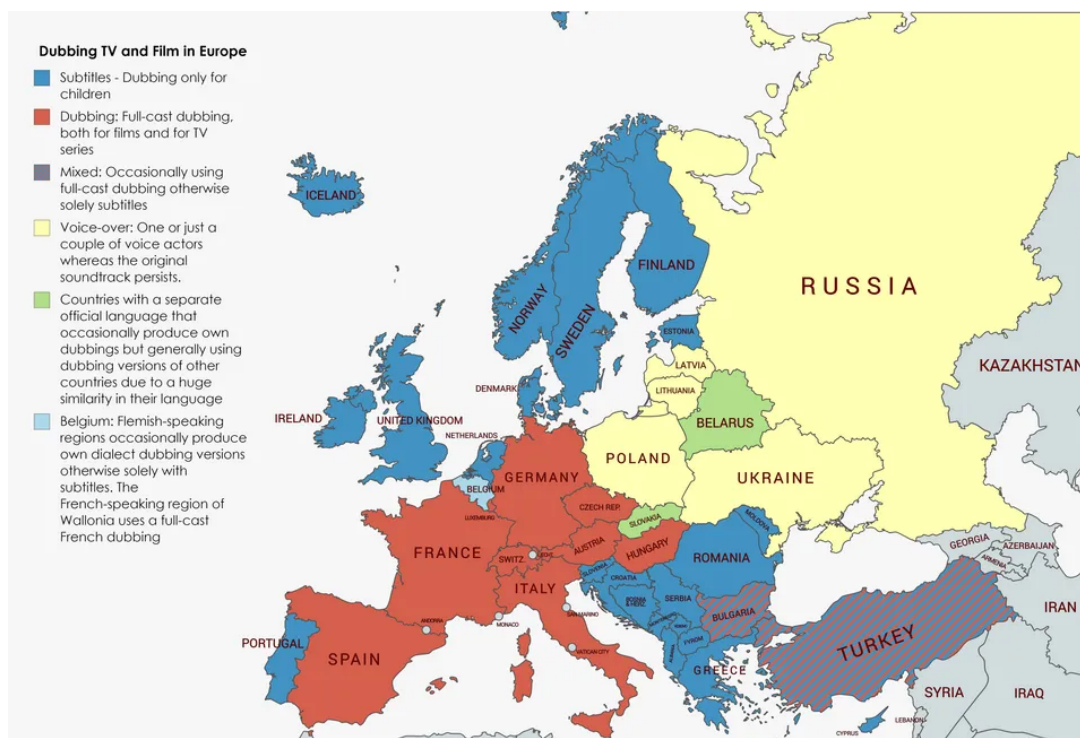 Dubbing TV and Film in Europe
Subtitles - Dubbing only for
children
Dubbing: Full-cast dubbing,
both for films and for TV
series
Mixed: Occasionally using
full-cast dubbing otherwise
solely subtitles
Voice-over: One or just a
couple of voice actors
whereas the original
soundtrack persists.
Countries with a separate
official language that
occasionally produce own
dubbings but generally using
dubbing versions of other
countries due to a huge
similarity in their language
Belgium: Flemish-speaking
regions occasionally produce
own dialect dubbing versions
otherwise solely with
subtitles. The
French-speaking region of
Wallonia uses a full-cast
French dubbing
ICELAND
NORWAY
SWEDEN
FINLAND
RUSSIA
ESTONIA
LATVIA
LITHUANIA
KAZAKHSTAN
DENMARK
BELARUS
IRELAND
UNITED KINGDOM
NETHERLANDS
POLAND
GERMANY
UKRAINE
BELGIUM
LUXEMBURG
CZECH REP.
SLOVAKIA
MOLDOVA
FRANCE
SWITZ.
AUSTRIA
HUNGARY
ROMANIA
GEORGIA
AZERBAIJAN
ARMENIA
SLOVENIA
CROATIA
ITALY
BOSNIA
& HERZ.
SERBIA
SAN MARINO
BULGARIA
IRAN
ANDORRA
MONACO
FYROM
TURKEY
PORTUGAL
SPAIN
VATICAN CITY
GREECE
SYRIA
IRAQ
LEBANON
CYPRUS